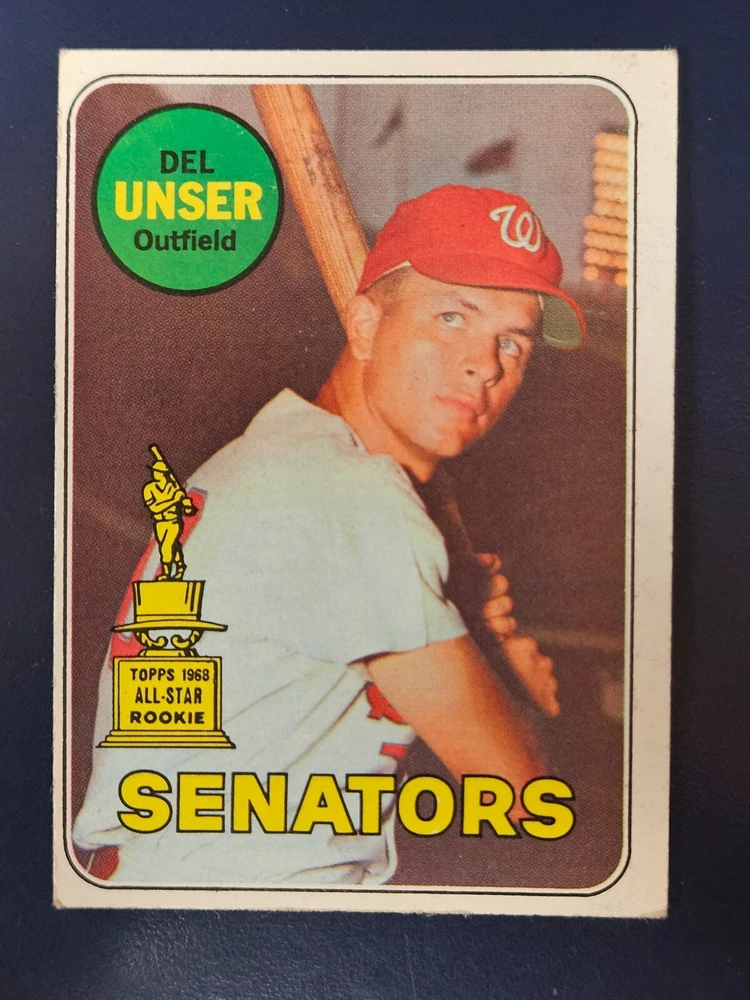 DEL
UNSER
Outfield
W
TOPPS 1968
ALL-STAR
ROOKIE
SENATORS